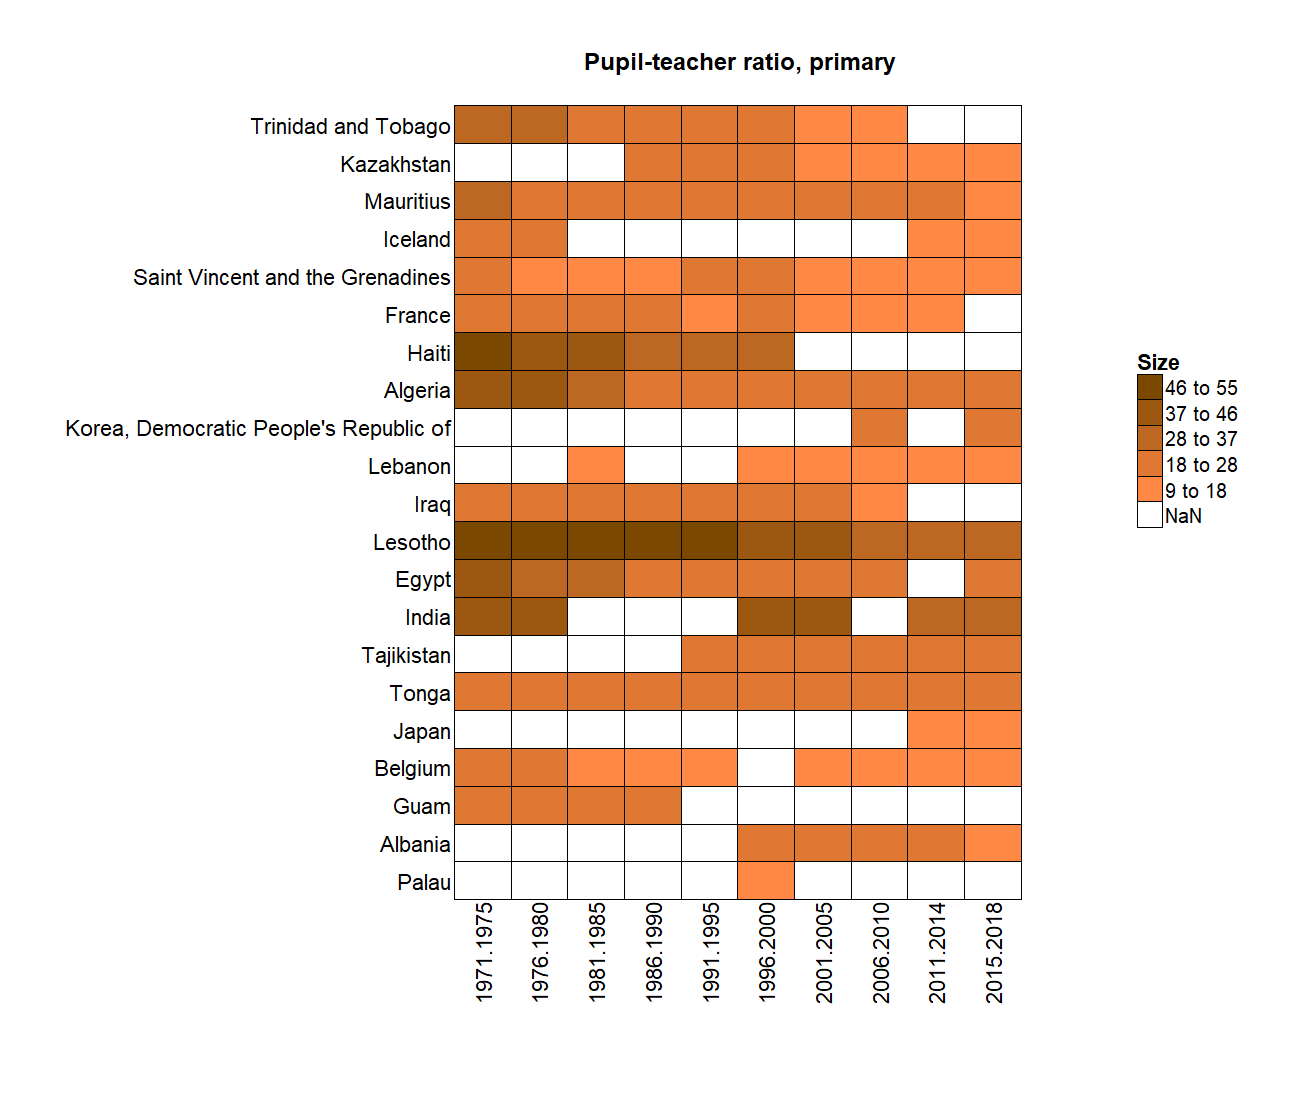 Pupil-teacher ratio, primary
Trinidad and Tobago
Kazakhstan
Mauritius
Iceland
Saint Vincent and the Grenadines
France
Haiti
Algeria
Korea, Democratic People's Republic of
Lebanon
Iraq
Lesotho
Egypt
India
Tajikistan
Tonga
Japan
Belgium
Guam
Albania
Palau
1971.1975
1976.1980
1981.1985
1986.1990
1991.1995
1996.2000
2001.2005
2006.2010
2011.2014
2015.2018
Size
46 to 55
37 to 46
28 to 37
18 to 28
9 to 18
NaN